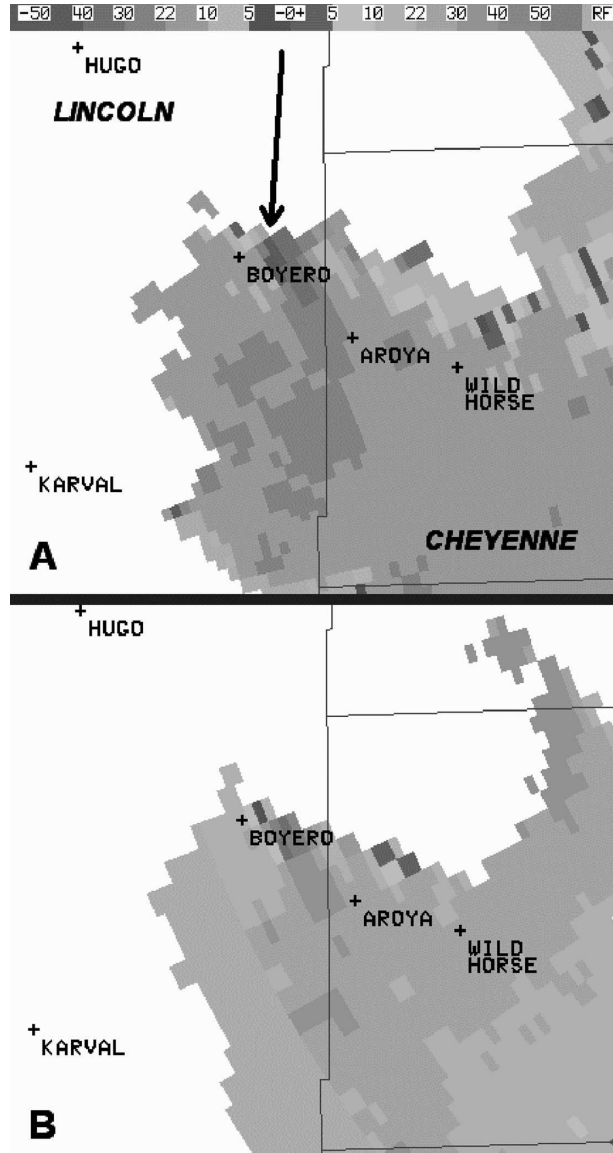 -50 40 30 22 10 5 -0+ 5 10 22 30 40 50 RF
HUGO
LINCOLN
BOYERO
AROYA
WILD
HORSE
KARVAL
CHEYENNE
A
HUGO
BOYERO
AROYA
WILD
HORSE
KARVAL
B